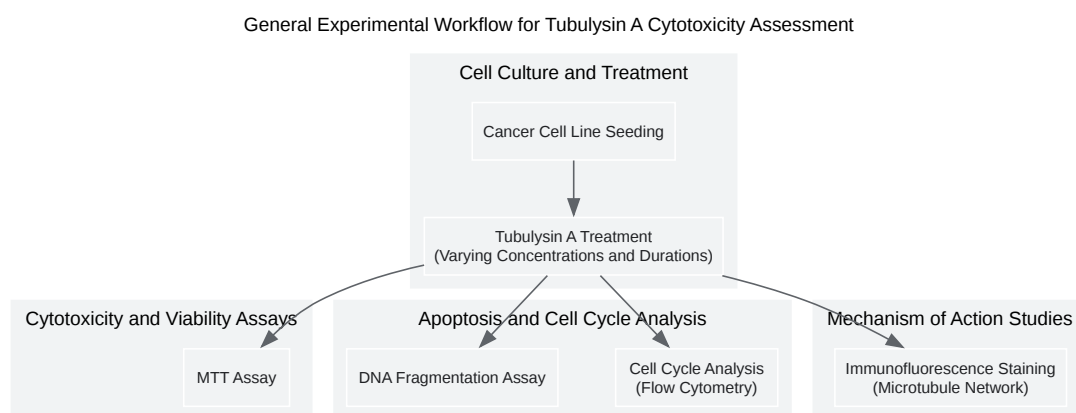 General Experimental Workflow for Tubulysin A Cytotoxicity Assessment
Cell Culture and Treatment
Cancer Cell Line Seeding
Tubulysin A Treatment
(Varying Concentrations and Durations)
Cytotoxicity and Viability Assays
MTT Assay
Apoptosis and Cell Cycle Analysis
DNA Fragmentation Assay
Cell Cycle Analysis
(Flow Cytometry)
Mechanism of Action Studies
Immunofluorescence Staining
(Microtubule Network)